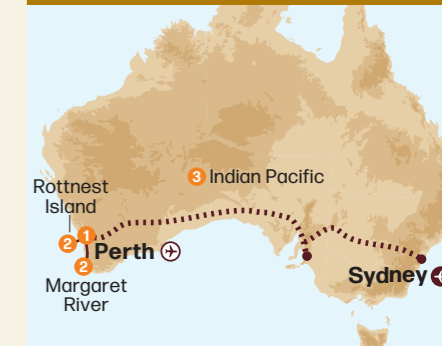 3 Indian Pacific
Rottnest
Island
2
1
Perth
2
Margaret
River
Sydney